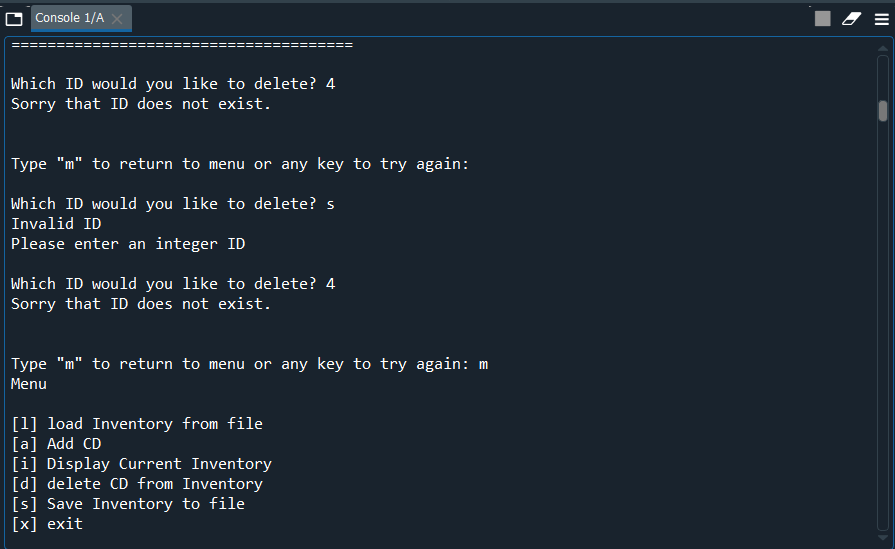 Console 1/A
======================================
Which ID would you like to delete? 4
Sorry that ID does not exist.
Type "m" to return to menu or any key to try again:
Which ID would you like to delete? s
Invalid ID
Please enter an integer ID
Which ID would you like to delete? 4
Sorry that ID does not exist.
Type "m" to return to menu or any key to try again: m
Menu
[l] load Inventory from file
[a] Add CD
[i] Display Current Inventory
[d] delete CD from Inventory
[s] Save Inventory to file
[x] exit